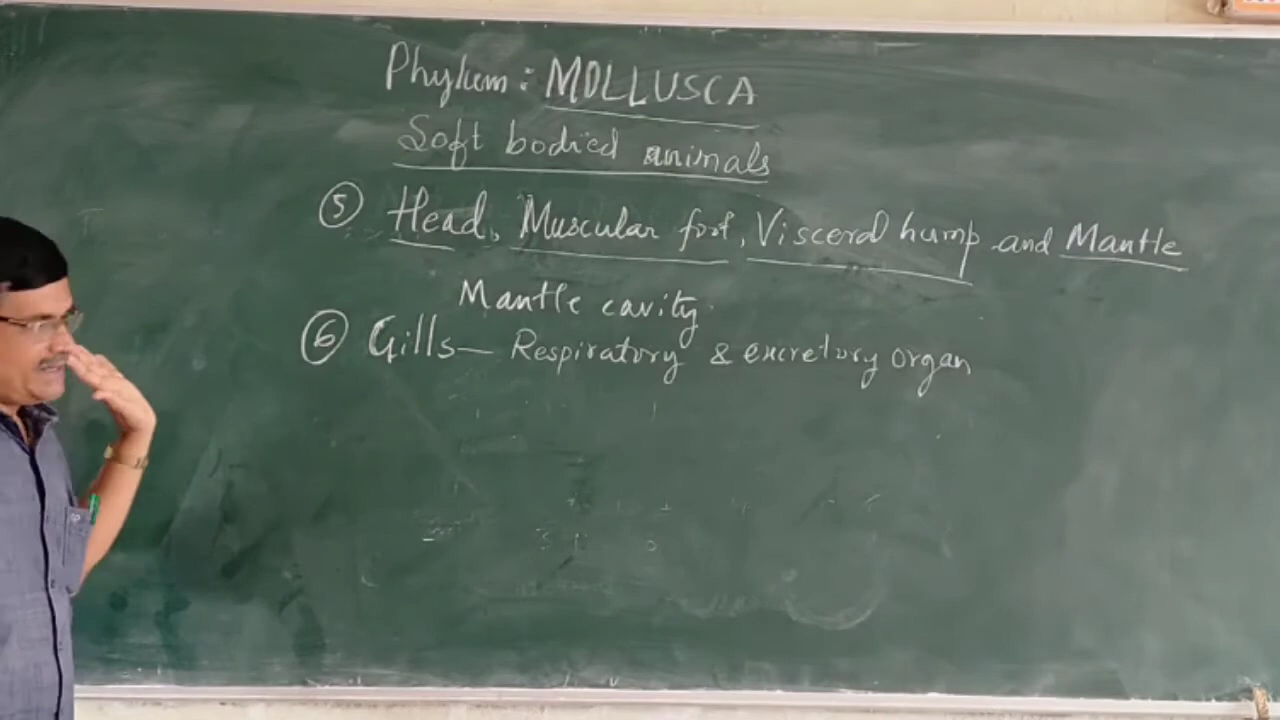 Phylum : MOLLUSCA
Soft bodied animals
⑤ Head, Muscular foot, Visceral hump and Mantle
Mantle cavity
⑥ Gills— Respiratory & excretory organ